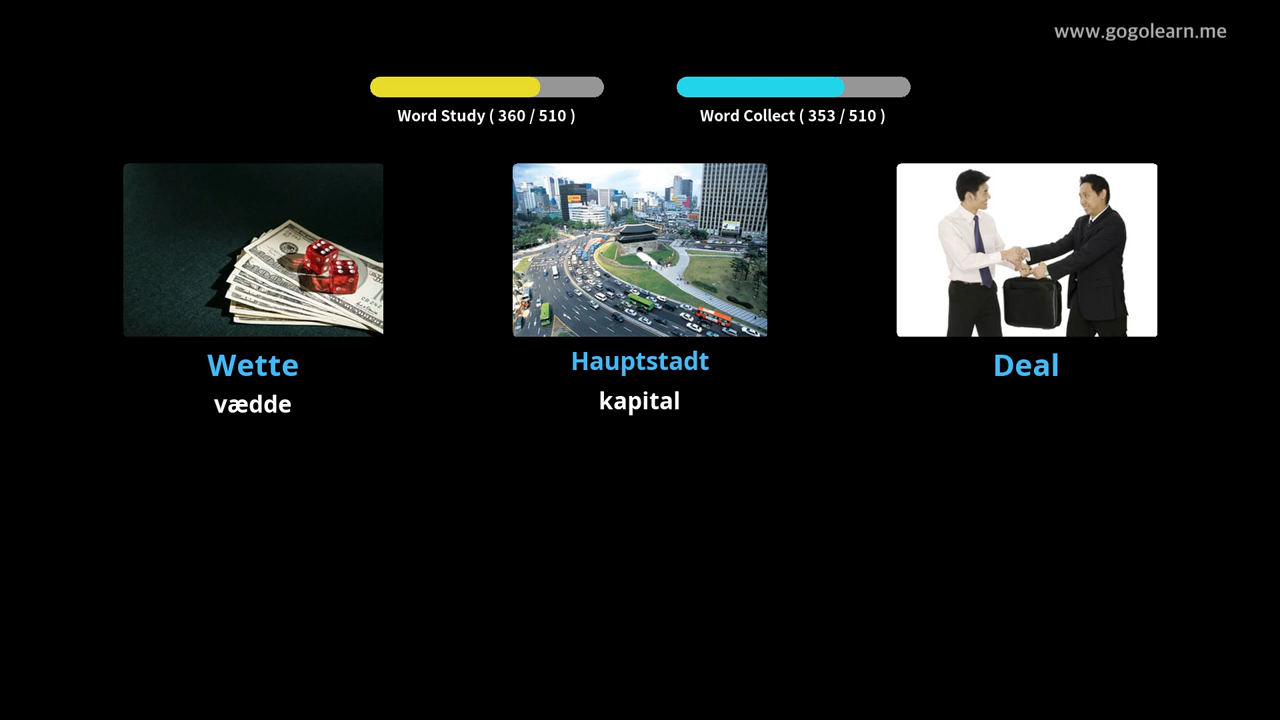 www.gogolearn.me
Word Study ( 360 / 510 )
Word Collect ( 353 / 510 )
Wette
vædde
Hauptstadt
kapital
Deal